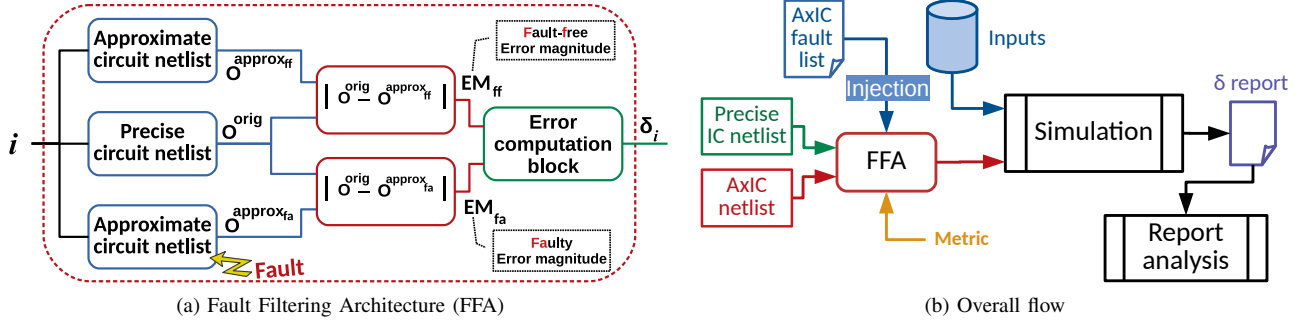 Approximate
circuit netlist
O^approx_ff
Fault-free
Error magnitude
EM_ff
| O^orig – O^approx_ff |
i
Precise
circuit netlist
O^orig
Error
computation
block
δ_i
| O^orig – O^approx_fa |
Approximate
circuit netlist
O^approx_fa
EM_fa
Faulty
Error magnitude
Fault
(a) Fault Filtering Architecture (FFA)
AxIC
fault
list
Inputs
Injection
δ report
Precise
IC netlist
FFA
Simulation
AxIC
netlist
Metric
Report
analysis
(b) Overall flow